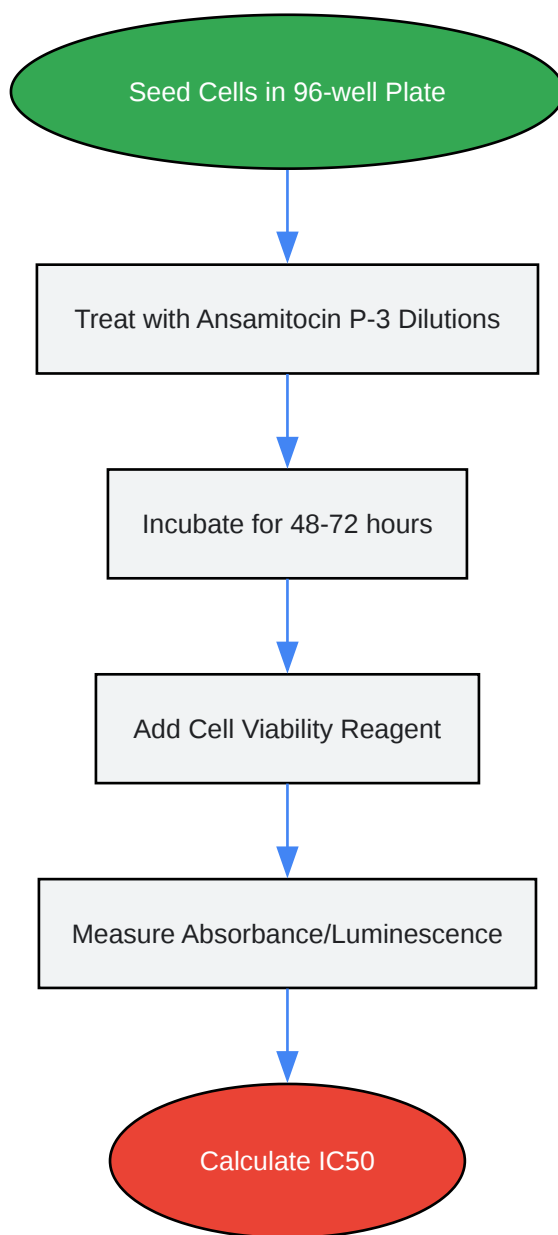 Seed Cells in 96-well Plate
Treat with Ansamitocin P-3 Dilutions
Incubate for 48-72 hours
Add Cell Viability Reagent
Measure Absorbance/Luminescence
Calculate IC50